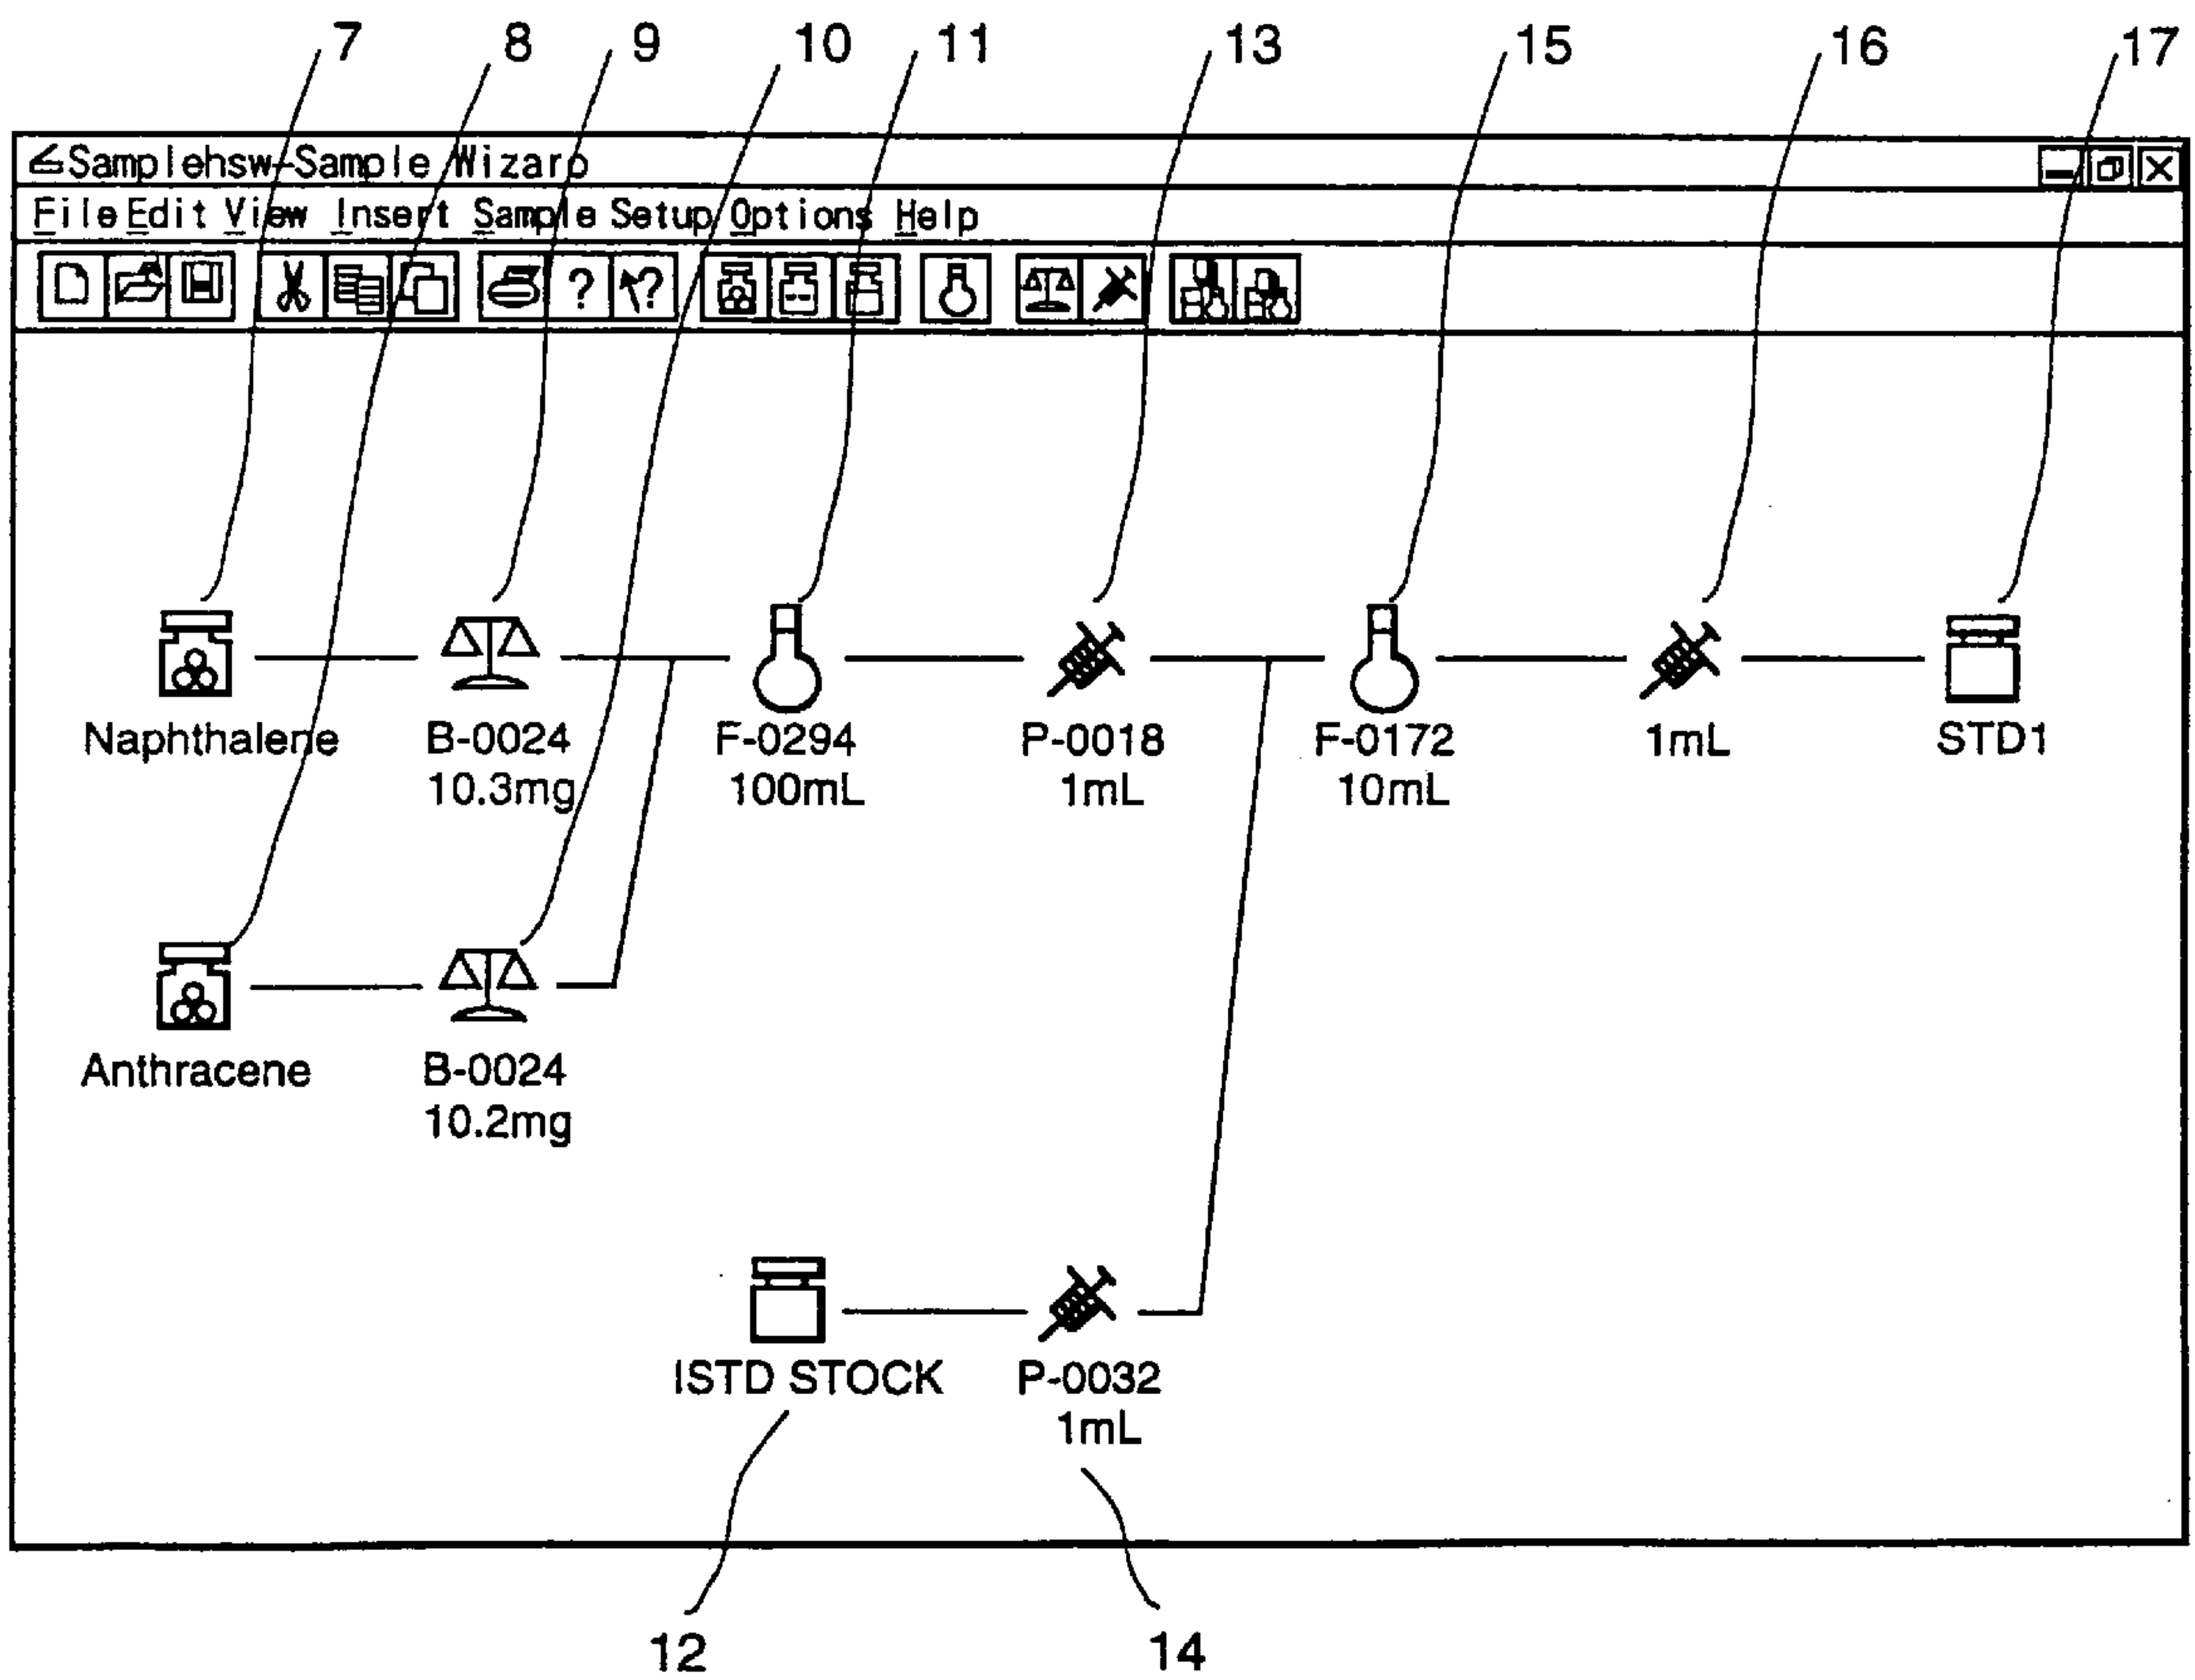 7 8 9 10 11 13 15 16 17
Samplehsw-Sample Wizaro
File Edit View Insert Sample Setup Options Help
? ?
Naphthalene B-0024 F-0294 P-0018 F-0172 1mL STD1
10.3mg 100mL 1mL 10mL
Anthracene B-0024
10.2mg
ISTD STOCK P-0032
1mL
12 14